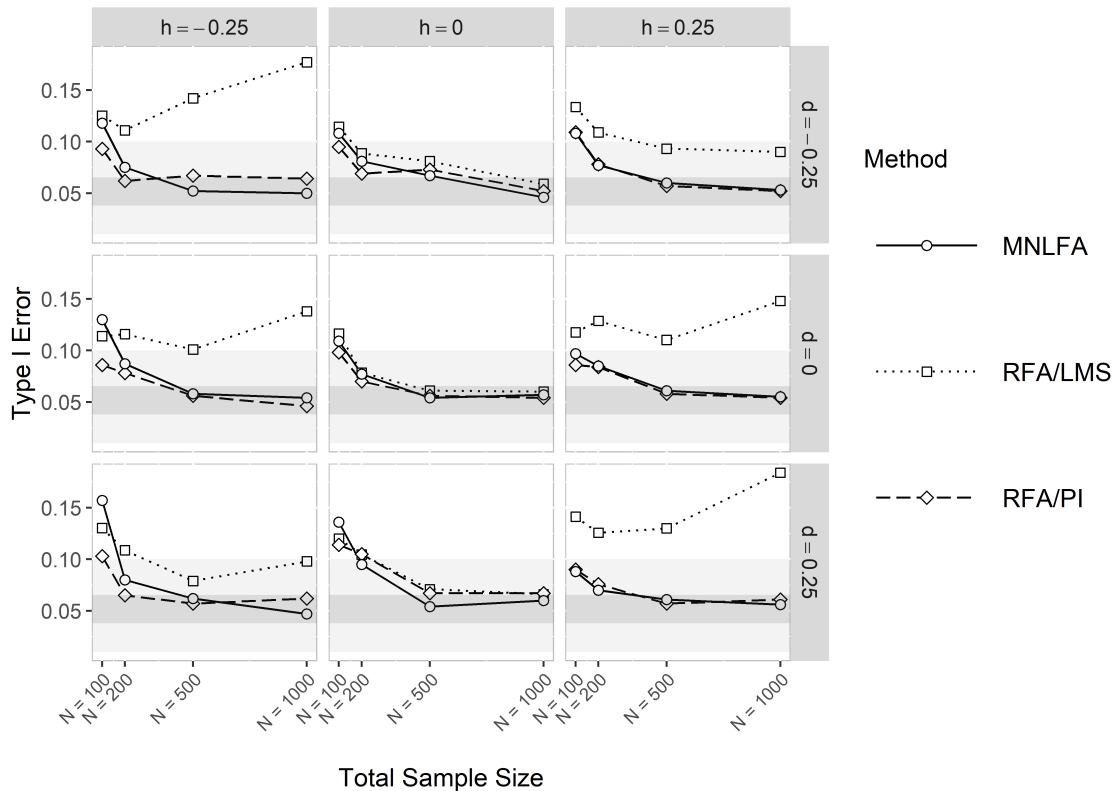 h = − 0.25
h = 0
h = 0.25
Type I Error
0.15
0.10
0.05
d = − 0.25
0.15
0.10
0.05
d = 0
0.15
0.10
0.05
d = 0.25
N = 100
N = 200
N = 500
N = 1000
N = 100
N = 200
N = 500
N = 1000
N = 100
N = 200
N = 500
N = 1000
Total Sample Size
Method
MNLFA
RFA/LMS
RFA/PI